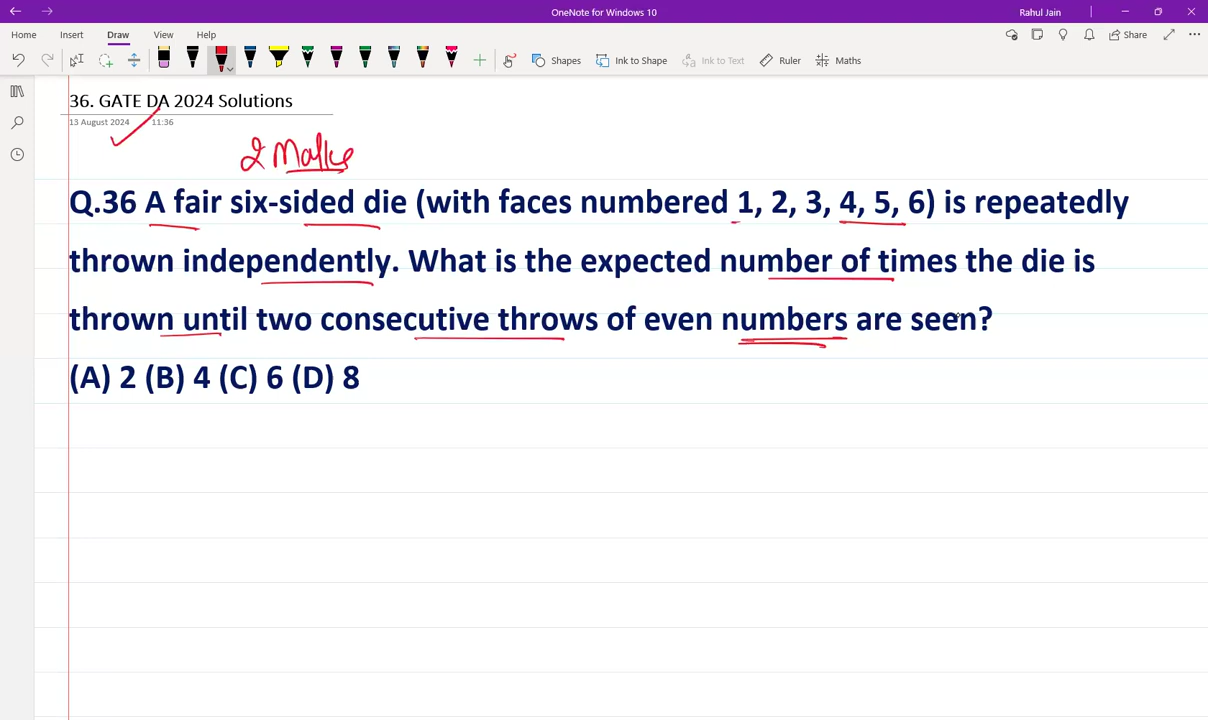 OneNote for Windows 10
Rahul Jain
Home Insert Draw View Help
Share
Shapes Ink to Shape Ink to Text Ruler Maths
36. GATE DA 2024 Solutions
13 August 2024 11:36
2 Marks
Q.36 A fair six-sided die (with faces numbered 1, 2, 3, 4, 5, 6) is repeatedly
thrown independently. What is the expected number of times the die is
thrown until two consecutive throws of even numbers are seen?
(A) 2 (B) 4 (C) 6 (D) 8